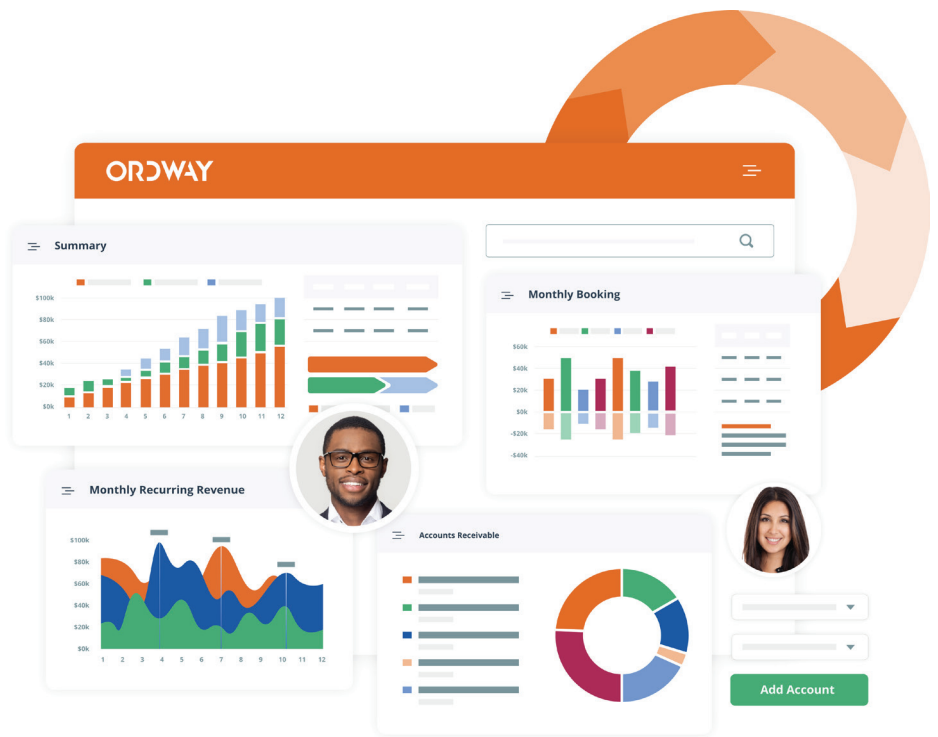 ORDWAY
Summary
$100k
$80k
$60k
$40k
$20k
$0k
1 2 3 4 5 6 7 8 9 10 11 12
Monthly Booking
$60k
$40k
$20k
$0k
-$20k
-$40k
Monthly Recurring Revenue
$100k
$80k
$60k
$40k
$20k
$0k
1 2 3 4 5 6 7 8 9 10 11 12
Accounts Receivable
Add Account